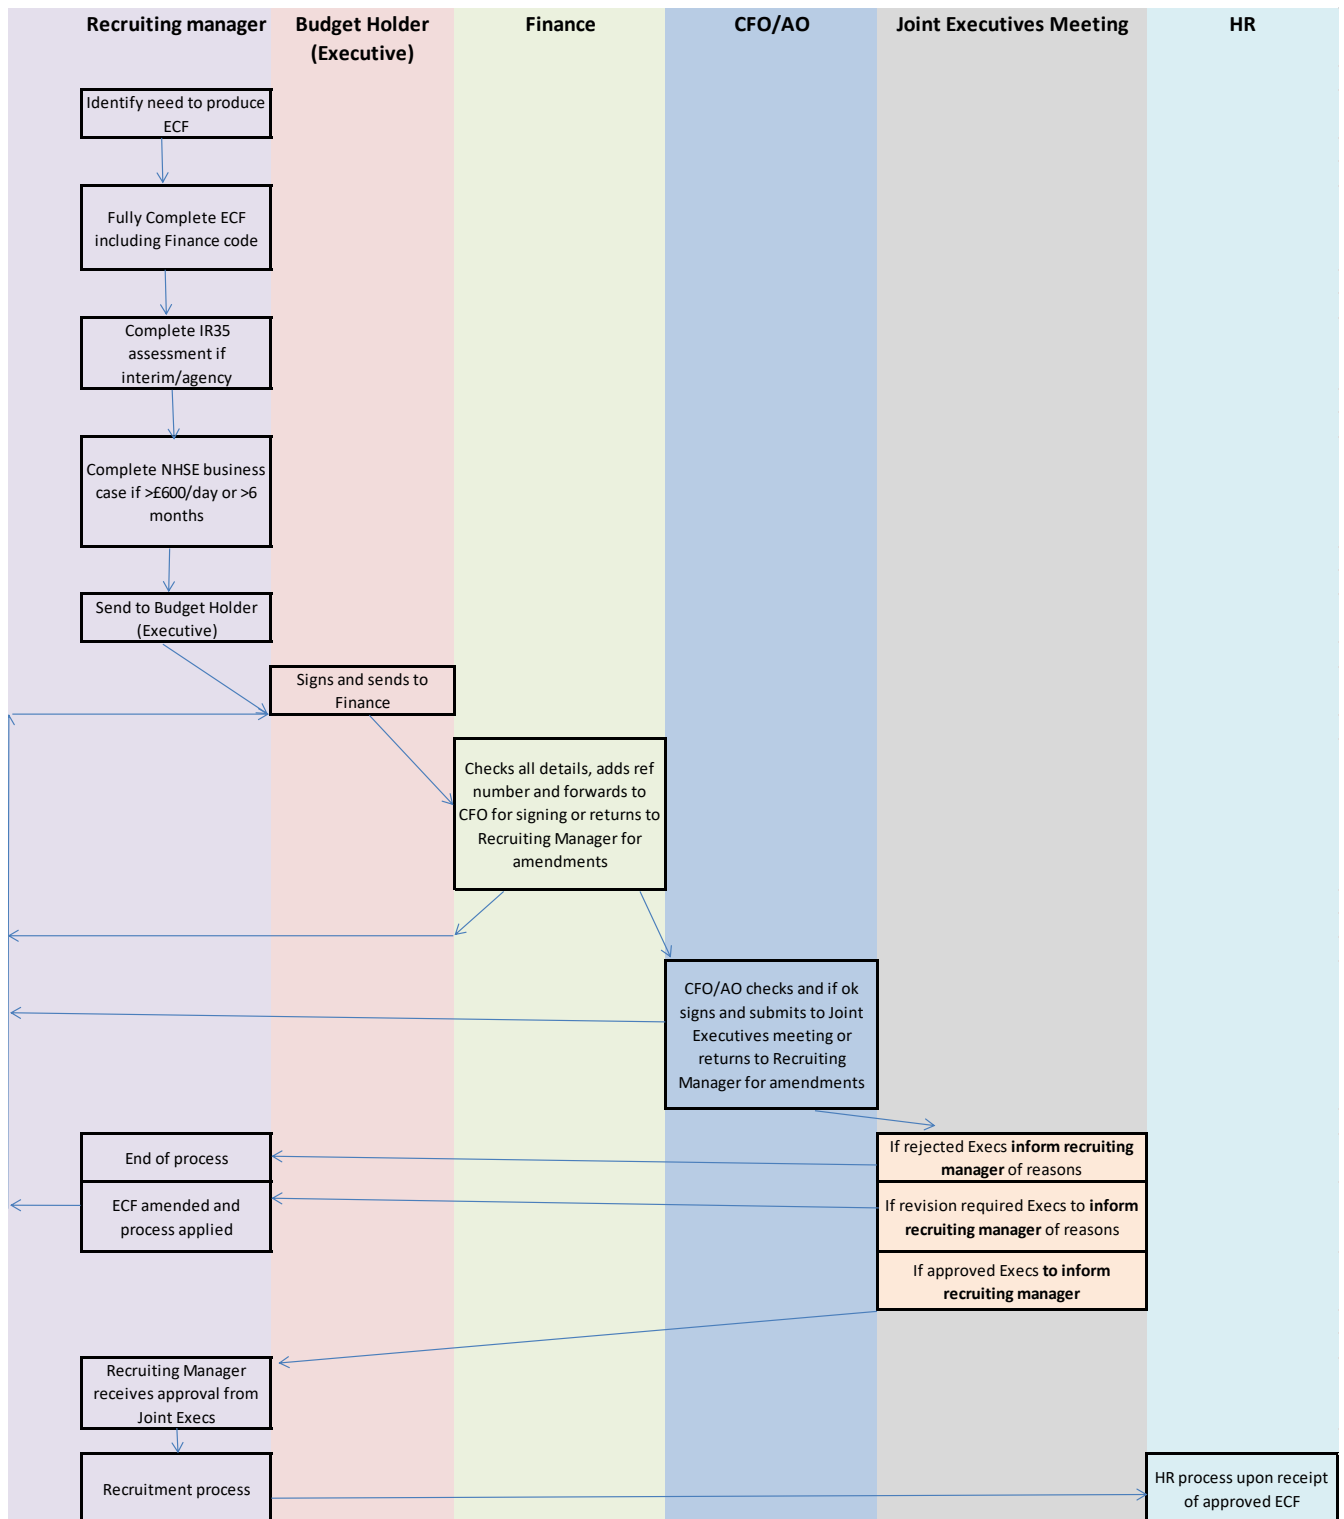 Recruiting manager
Budget Holder
(Executive)
Finance
CFO/AO
Joint Executives Meeting
HR
Identify need to produce
ECF
Fully Complete ECF
including Finance code
Complete IR35
assessment if
interim/agency
Complete NHSE business
case if >£600/day or >6
months
Send to Budget Holder
(Executive)
Signs and sends to
Finance
Checks all details, adds ref
number and forwards to
CFO for signing or returns to
Recruiting Manager for
amendments
CFO/AO checks and if ok
signs and submits to Joint
Executives meeting or
returns to Recruiting
Manager for amendments
End of process
If rejected Execs inform recruiting
manager of reasons
ECF amended and
process applied
If revision required Execs to inform
recruiting manager of reasons
If approved Execs to inform
recruiting manager
Recruiting Manager
receives approval from
Joint Execs
Recruitment process
HR process upon receipt
of approved ECF